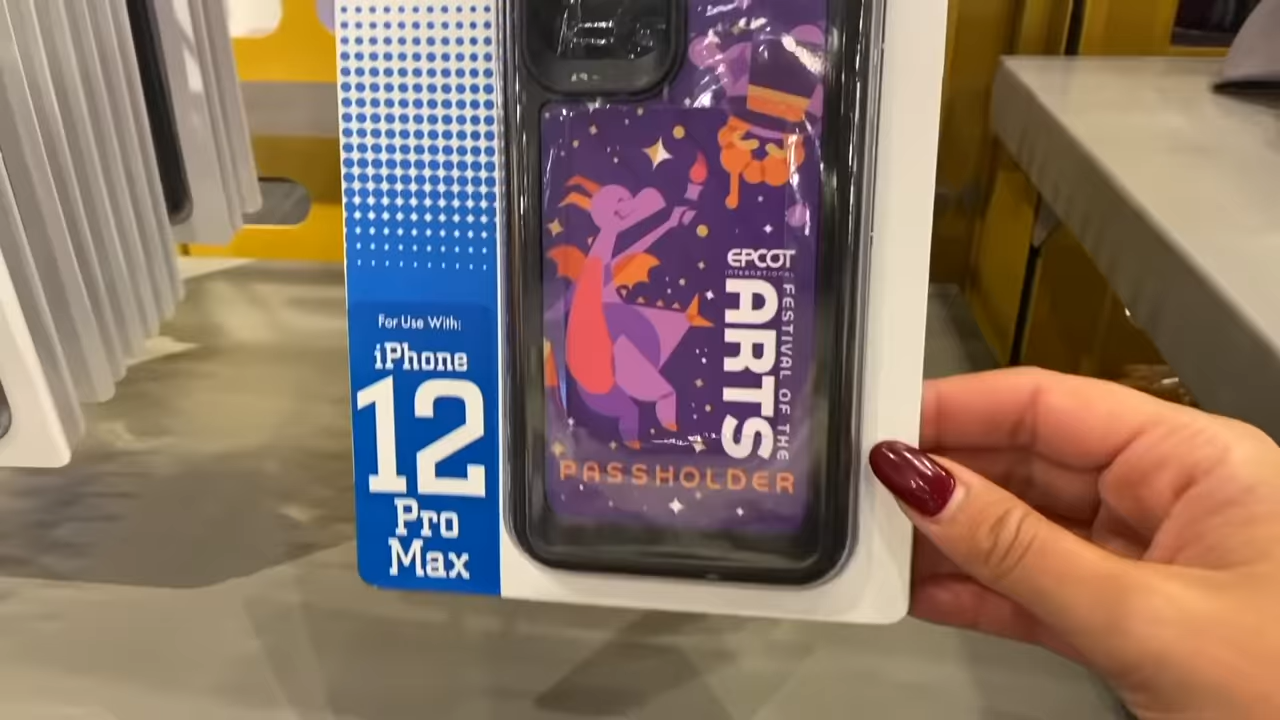 For Use With:
iPhone
12
Pro
Max
EPCOT
INTERNATIONAL
FESTIVAL OF THE
ARTS
PASSHOLDER